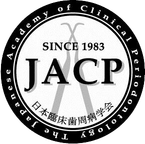 The Japanese Academy of Clinical Periodontology
SINCE 1983
JACP
日本臨床歯周病学会